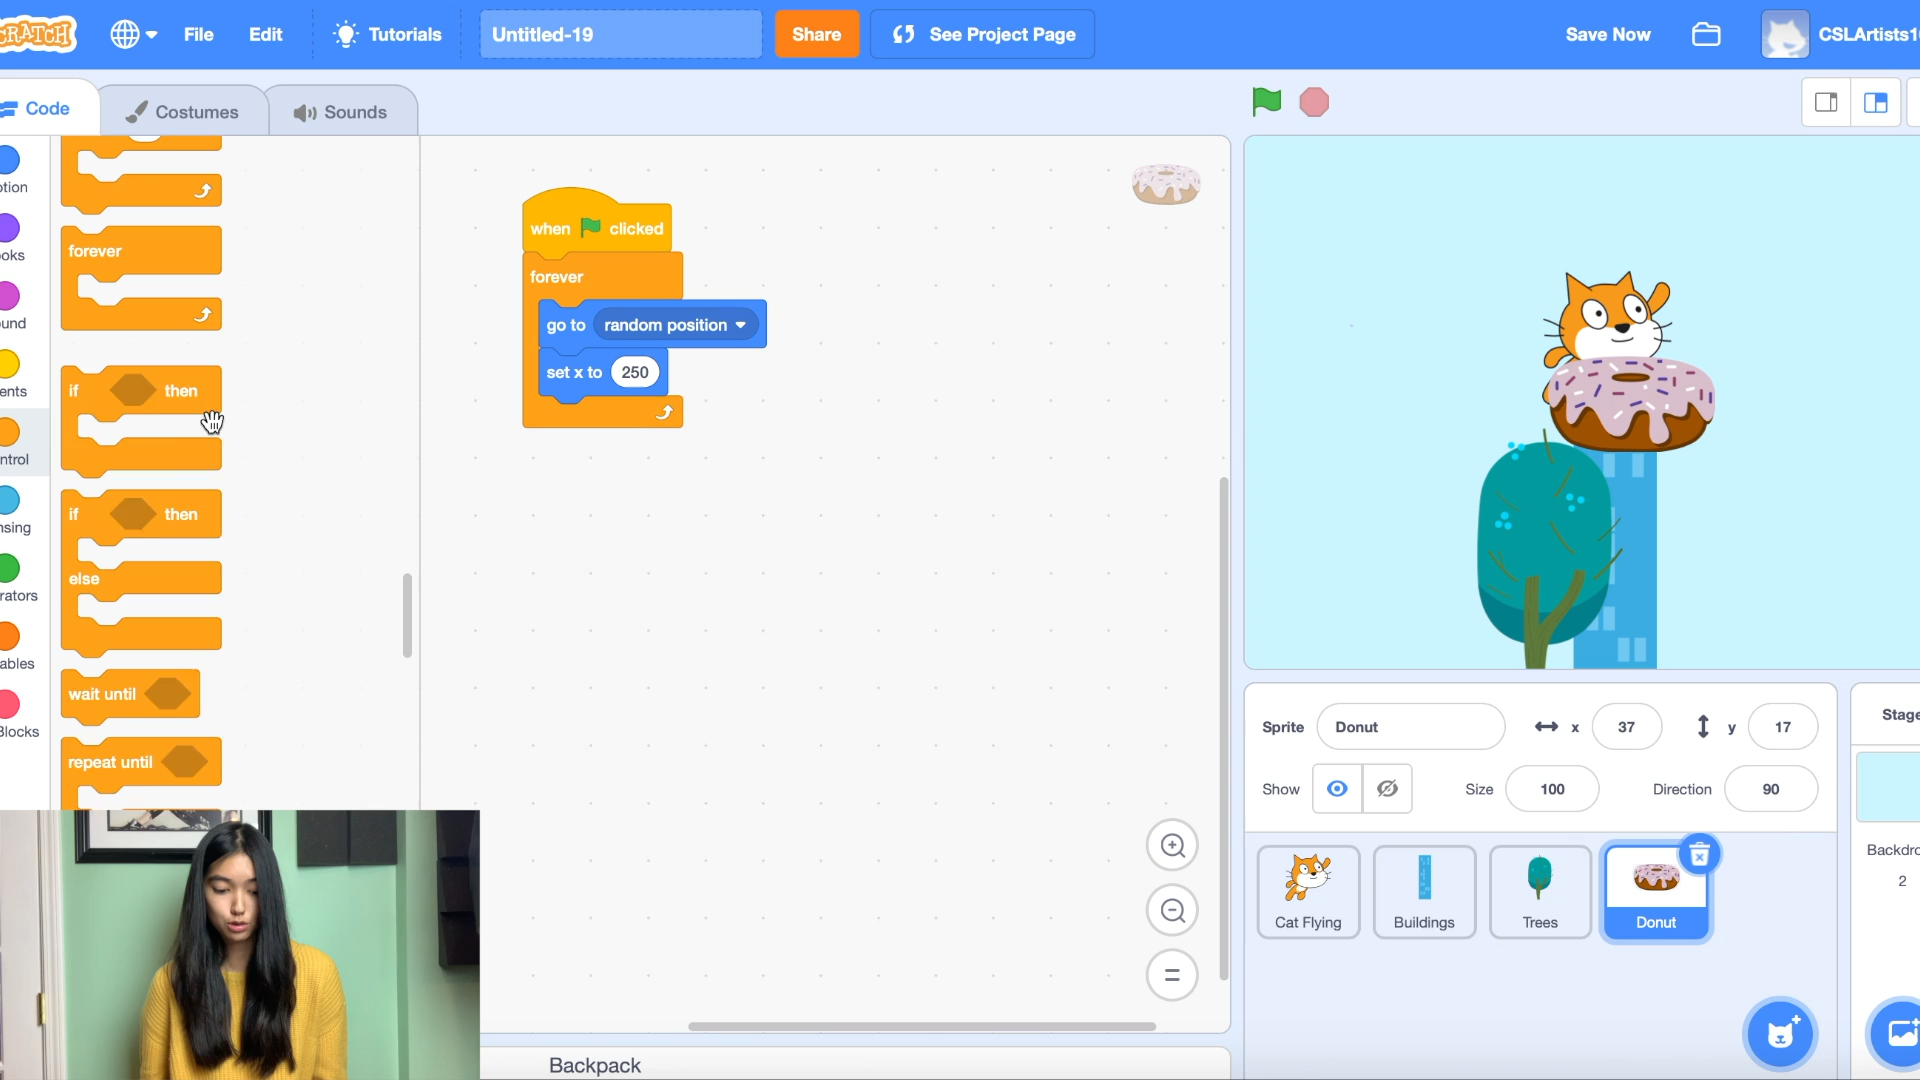 SCRATCH
File
Edit
Tutorials
Untitled-19
Share
See Project Page
Save Now
CSLArtists1
Code
Costumes
Sounds
otion
ooks
und
ents
ntrol
nsing
rators
ables
Blocks
forever
if then
if then
else
wait until
repeat until
when clicked
forever
go to random position
set x to 250
Sprite Donut x 37 y 17
Show Size 100 Direction 90
Cat Flying
Buildings
Trees
Donut
Stage
Backdro
2
Backpack